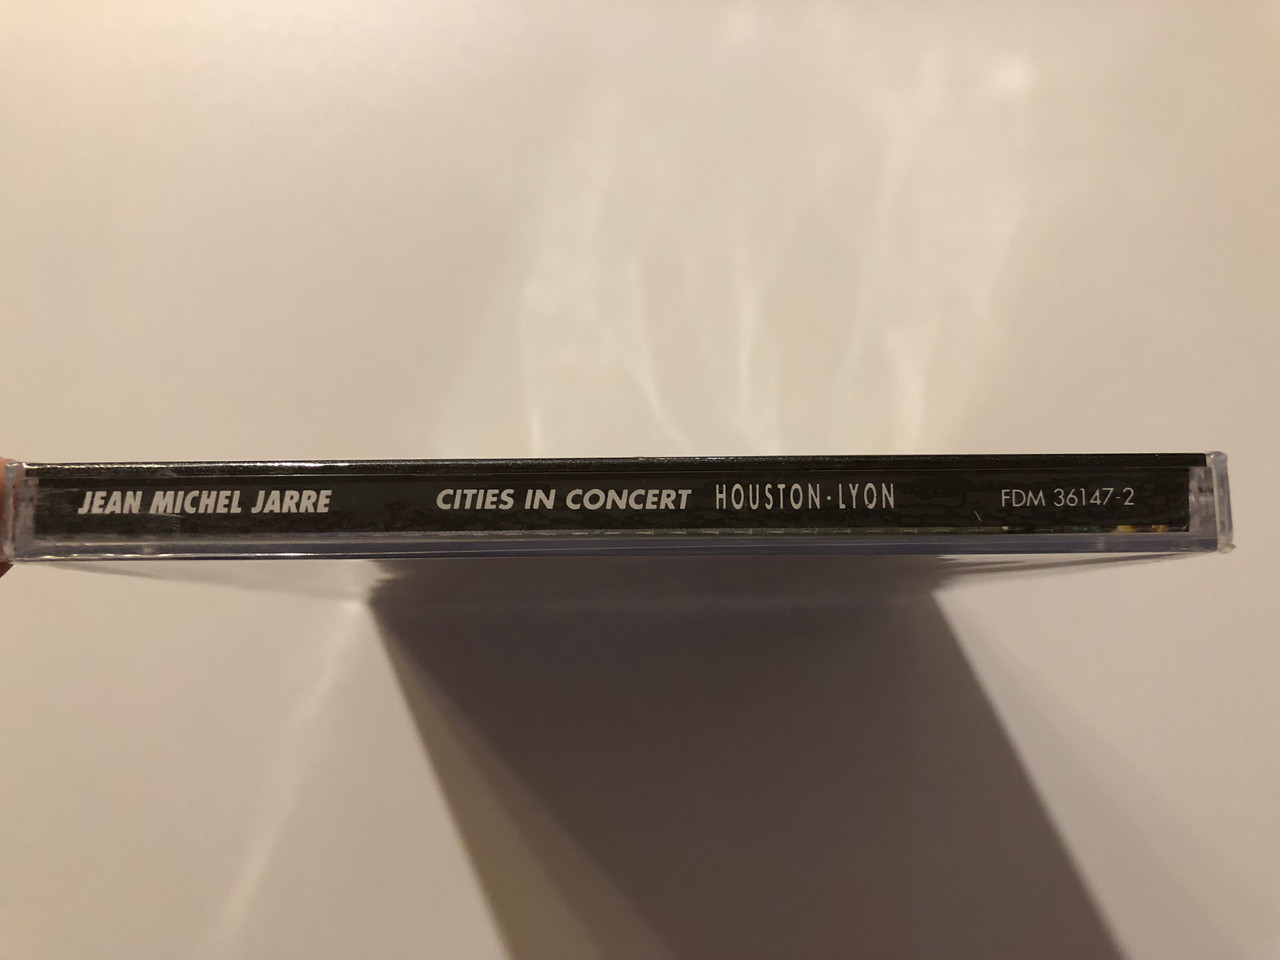 JEAN MICHEL JARRE CITIES IN CONCERT HOUSTON·LYON FDM 36147-2